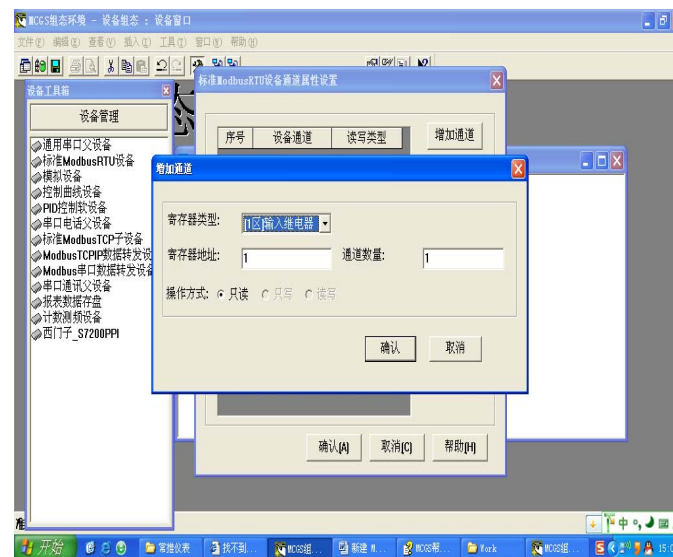 MCGS组态环境 - 设备组态 : 设备窗口
文件(F) 编辑(E) 查看(V) 插入(I) 工具(T) 窗口(W) 帮助(H)
标准ModbusRTU设备通道属性设置
设备工具箱
设备管理
序号 设备通道 读写类型 增加通道
通用串口父设备
标准ModbusRTU设备
模拟设备
控制曲线设备
PID控制软设备
串口电话父设备
标准ModbusTCP子设备
ModbusTCPIP数据转发设
Modbus串口数据转发设备
串口通讯父设备
报表数据存盘
计数测频设备
西门子_S7200PPI
增加通道
寄存器类型: [1区]输入继电器
寄存器地址: 1 通道数量: 1
操作方式: 只读 只写 读写
确认 取消
确认(A) 取消(C) 帮助(H)
中
开始 常推仪表 找不到... MCGS组... 新建 M... MCGS帮... Work MCGS组... 15:0